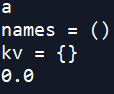 a
names = ()
kv = {}
0.0